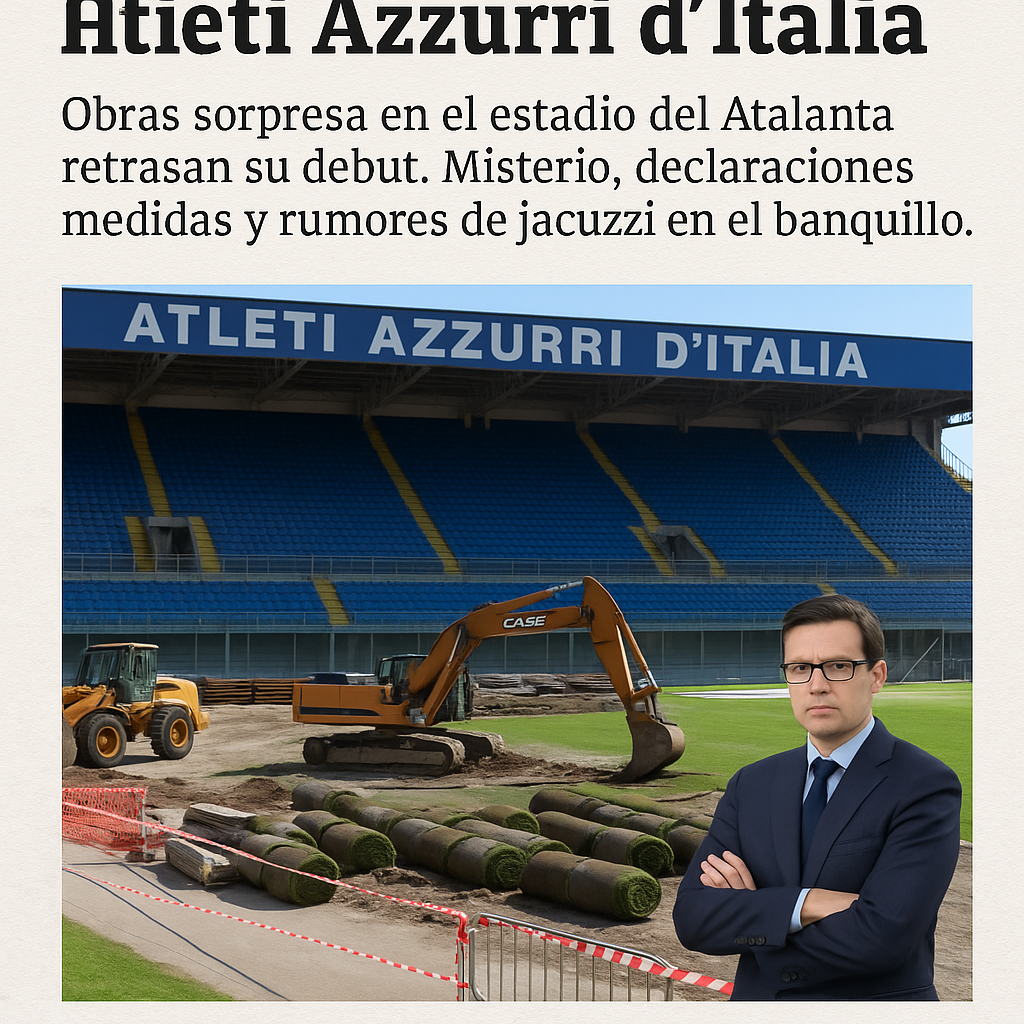 Atleti Azzurri d’Italia
Obras sorpresa en el estadio del Atalanta
retrasan su debut. Misterio, declaraciones
medidas y rumores de jacuzzi en el banquillo.
ATLETI AZZURRI D’ITALIA
CASE